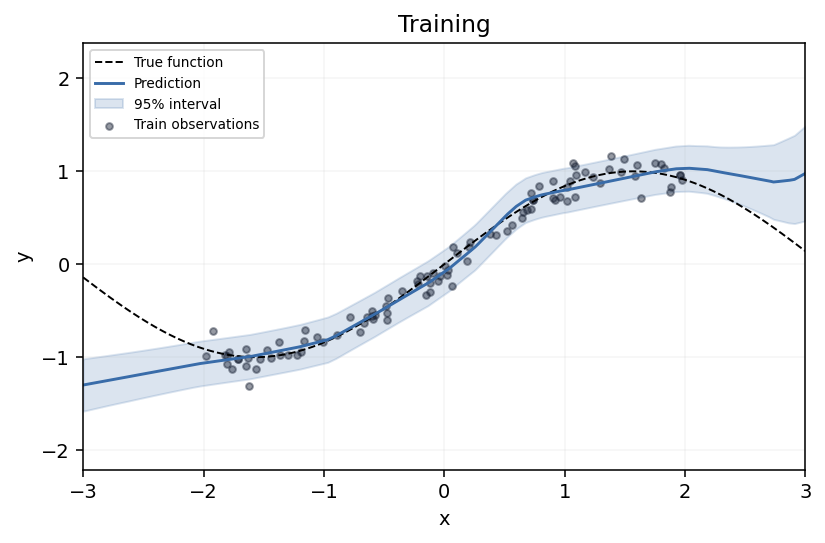 Training
True function
Prediction
95% interval
Train observations
2
1
0
−1
−2
y
−3 −2 −1 0 1 2 3
x